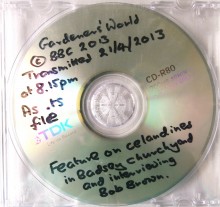 Gardeners' World
© BBC 2013
Transmitted 21/4/2013
at 8.15pm
As .ts
file
CD-R80
TDK
Feature on celandines
in Badsey churchyard
and interviewing
Bob Brown.